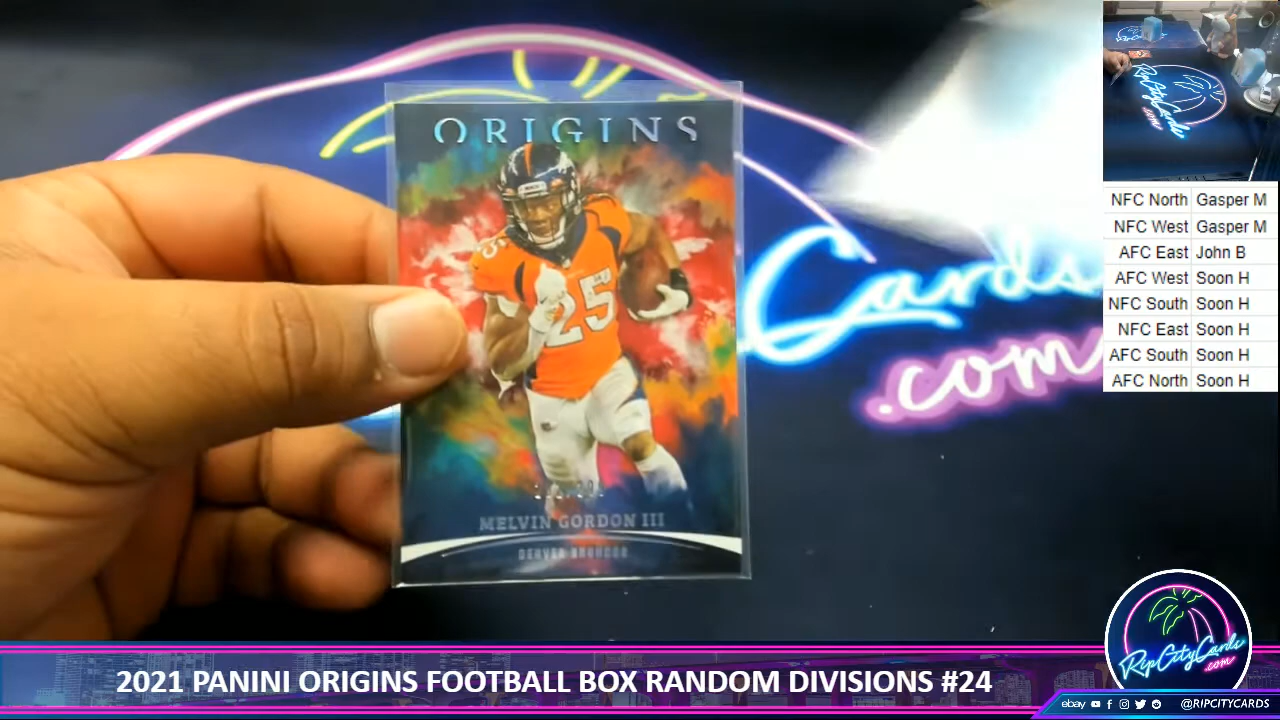 ORIGINS
25
MELVIN GORDON III
DENVER BRONCOS
Cards
.com
NFC North Gasper M
NFC West Gasper M
AFC East John B
AFC West Soon H
NFC South Soon H
NFC East Soon H
AFC South Soon H
AFC North Soon H
RipCityCards
.com
2021 PANINI ORIGINS FOOTBALL BOX RANDOM DIVISIONS #24
ebay @RIPCITYCARDS